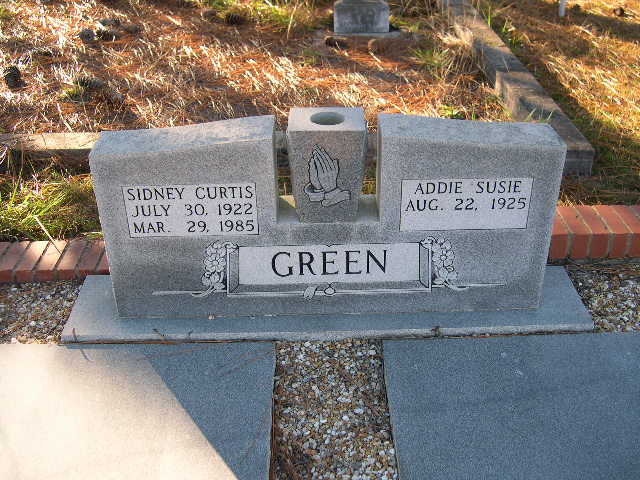 SIDNEY CURTIS
JULY 30, 1922
MAR. 29, 1985
ADDIE SUSIE
AUG. 22, 1925
GREEN